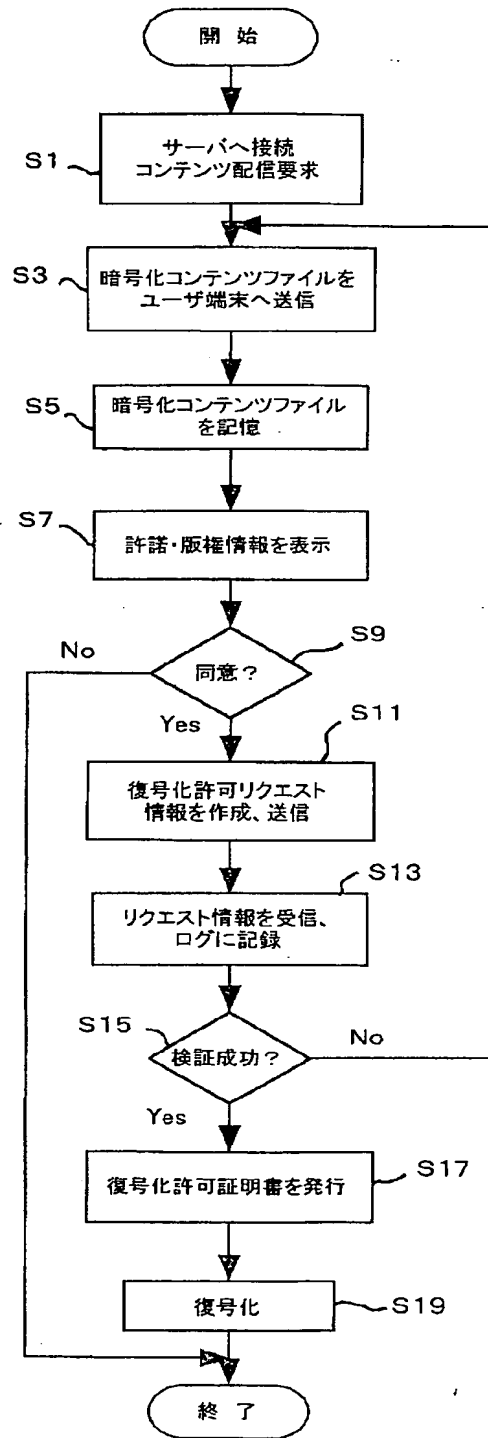 開 始
S1
サーバへ接続
コンテンツ配信要求
S3
暗号化コンテンツファイルを
ユーザ端末へ送信
S5
暗号化コンテンツファイル
を記憶
S7
許諾・版権情報を表示
S9
No
同意?
Yes
S11
復号化許可リクエスト
情報を作成、送信
S13
リクエスト情報を受信、
ログに記録
S15
検証成功?
No
Yes
S17
復号化許可証明書を発行
復号化
S19
終 了